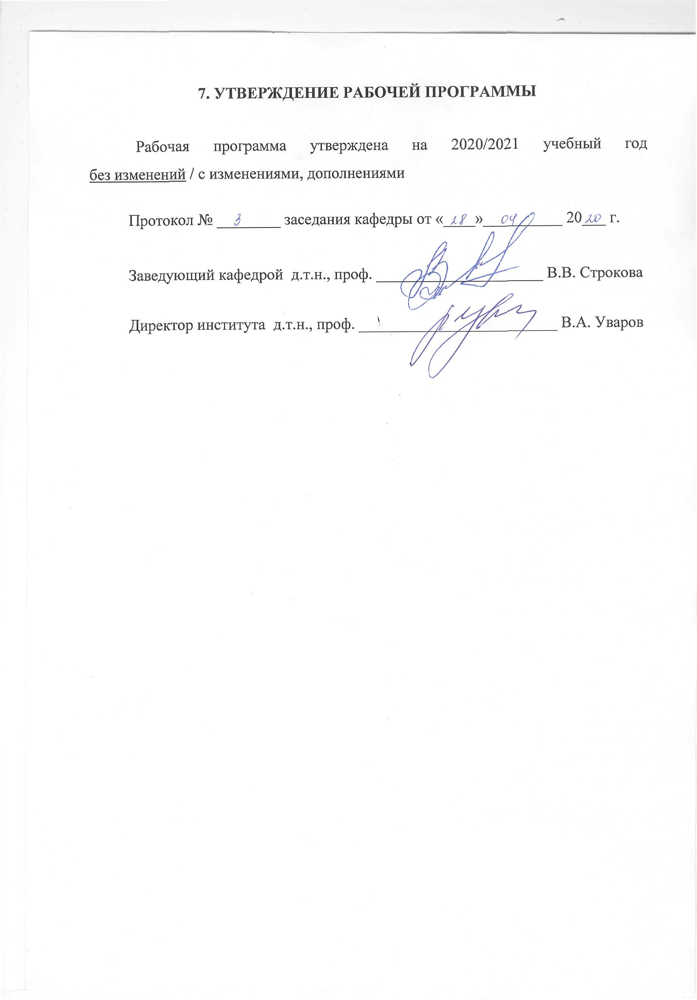 7. УТВЕРЖДЕНИЕ РАБОЧЕЙ ПРОГРАММЫ
Рабочая программа утверждена на 2020/2021 учебный год
без изменений / с изменениями, дополнениями
Протокол № 3 заседания кафедры от «28» 04 2020 г.
Заведующий кафедрой д.т.н., проф. В.В. Строкова
Директор института д.т.н., проф. В.А. Уваров